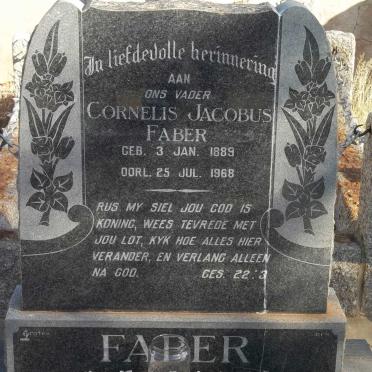 In liefdevolle herinnering
AAN
ONS VADER
CORNELIS JACOBUS
FABER
GEB. 3 JAN. 1889
OORL. 25 JUL. 1968
RUS MY SIEL JOU GOD IS
KONING, WEES TEVREDE MET
JOU LOT, KYK HOE ALLES HIER
VERANDER, EN VERLANG ALLEEN
NA GOD. GES. 22:3
FABER